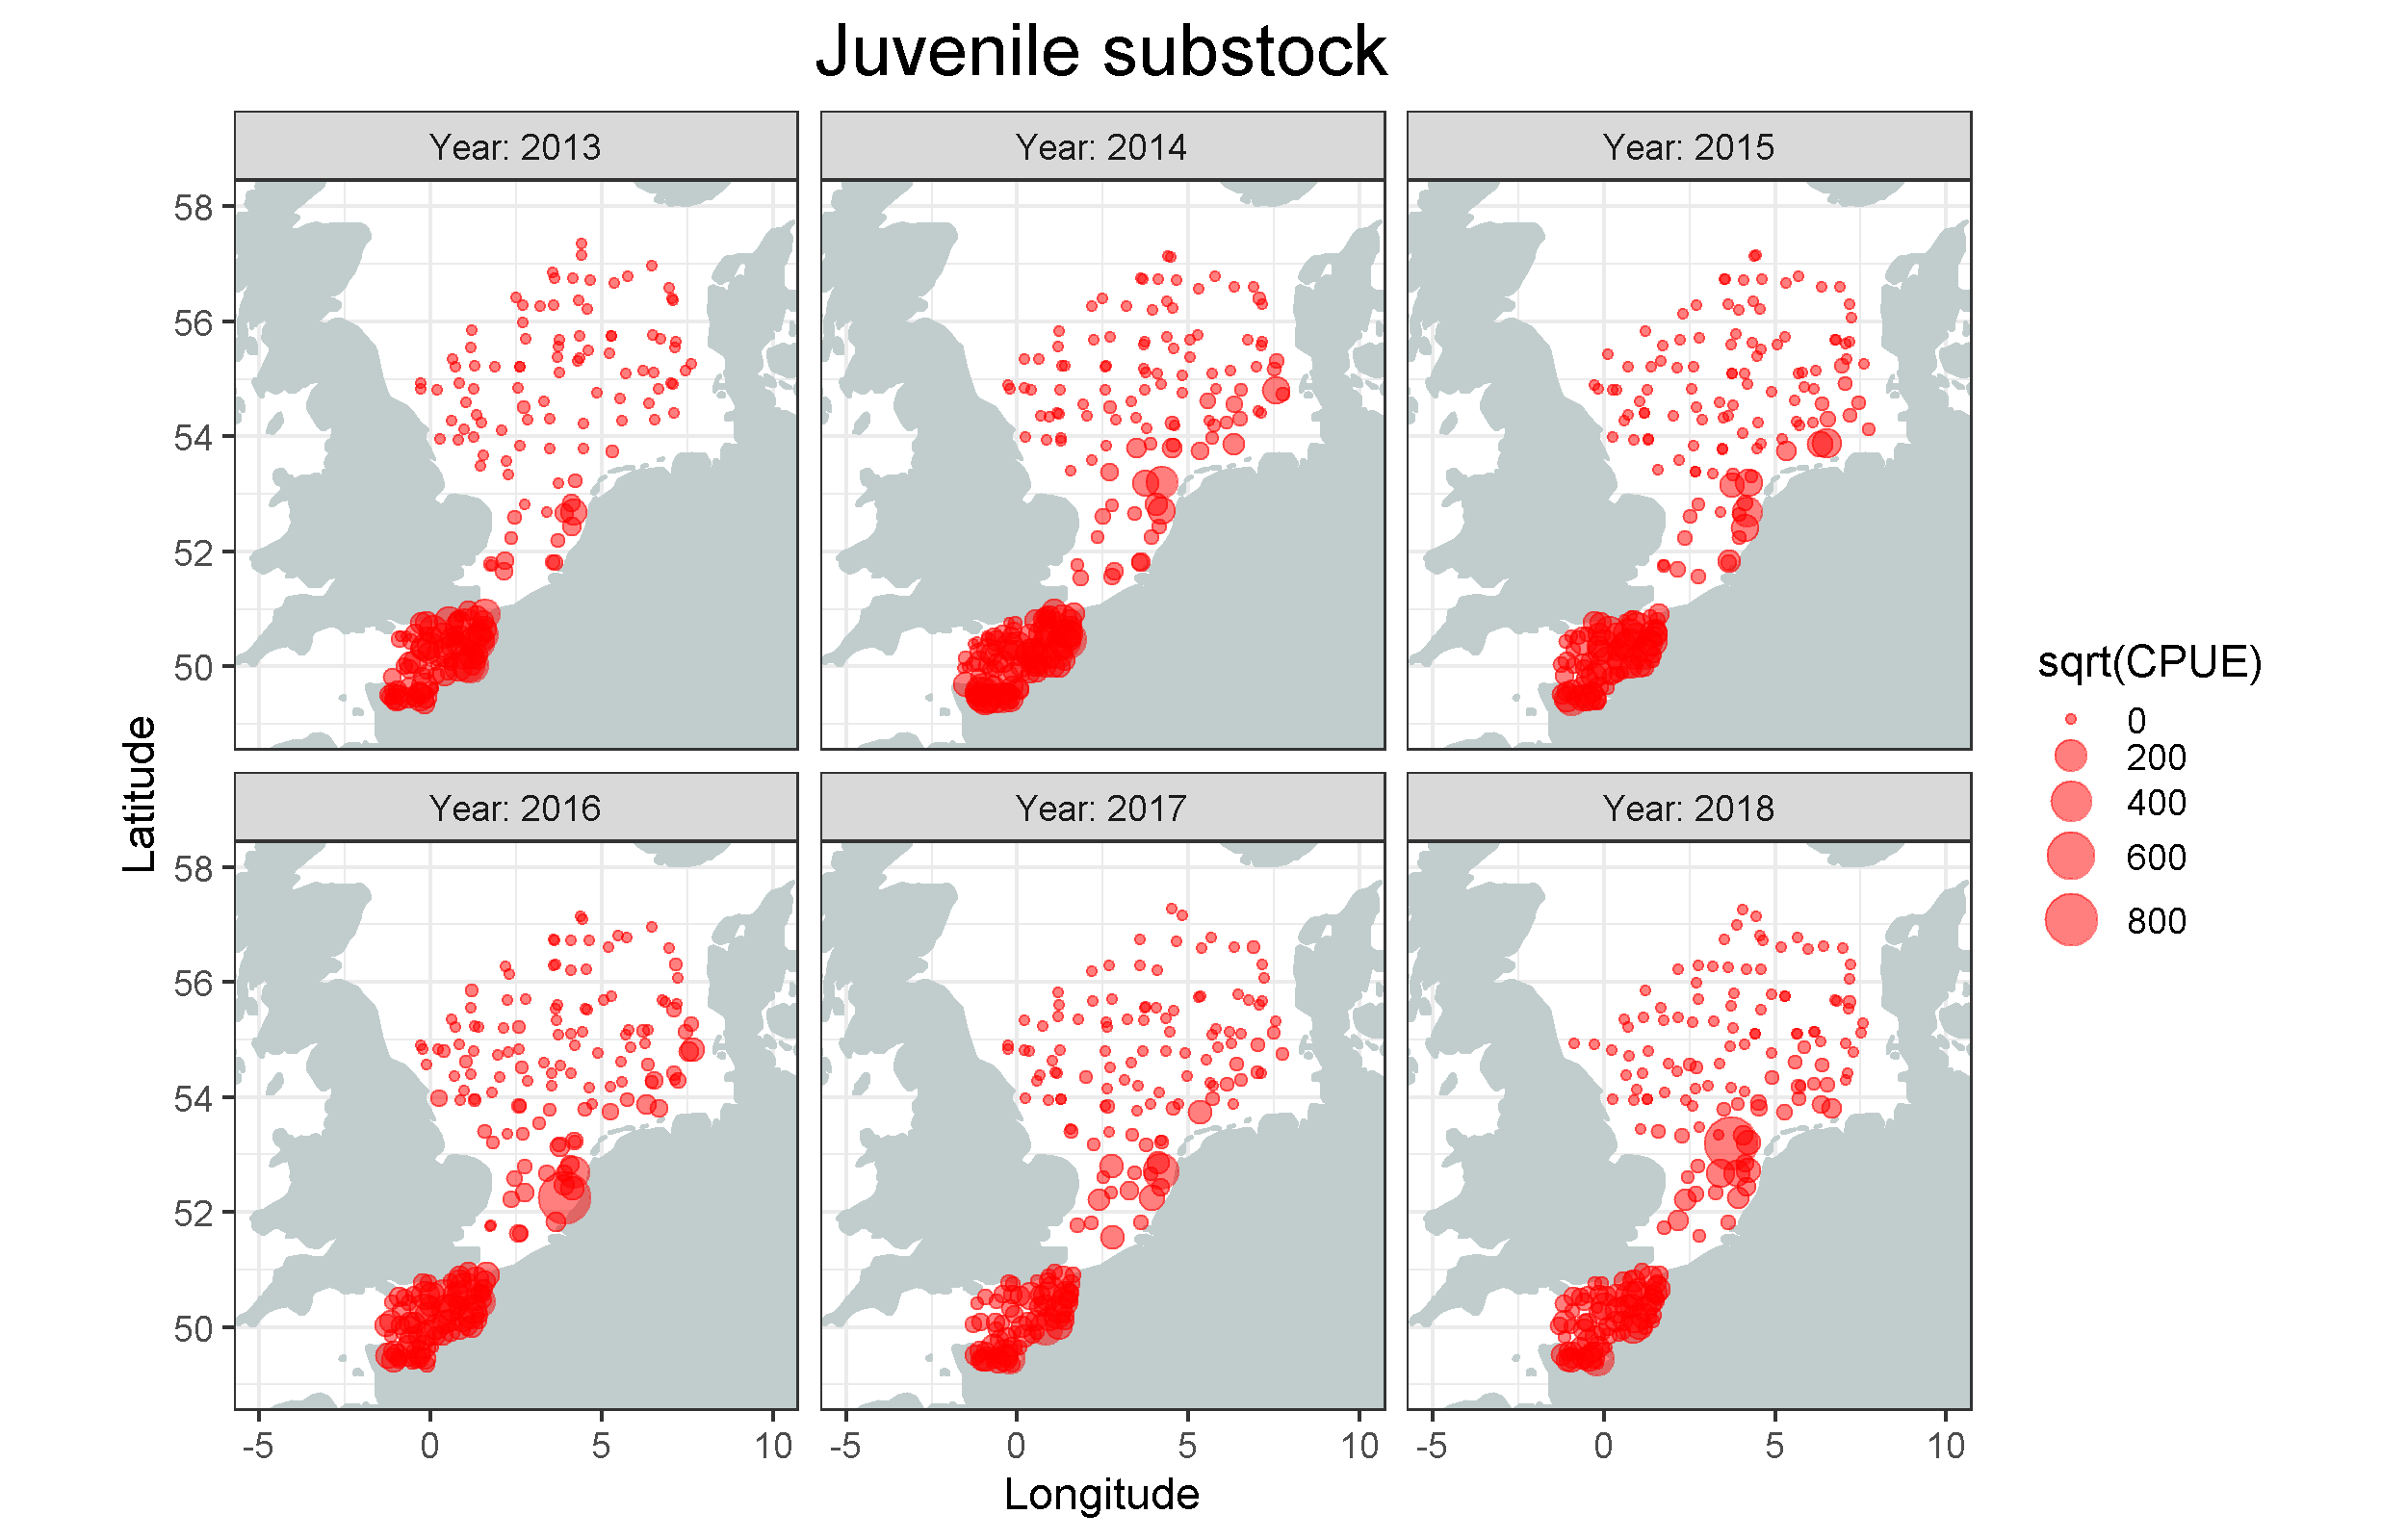 Juvenile substock
Year: 2013
Year: 2014
Year: 2015
58
56
54
52
50
Year: 2016
Year: 2017
Year: 2018
58
56
54
52
50
-5 0 5 10
-5 0 5 10
-5 0 5 10
Longitude
Latitude
sqrt(CPUE)
0
200
400
600
800